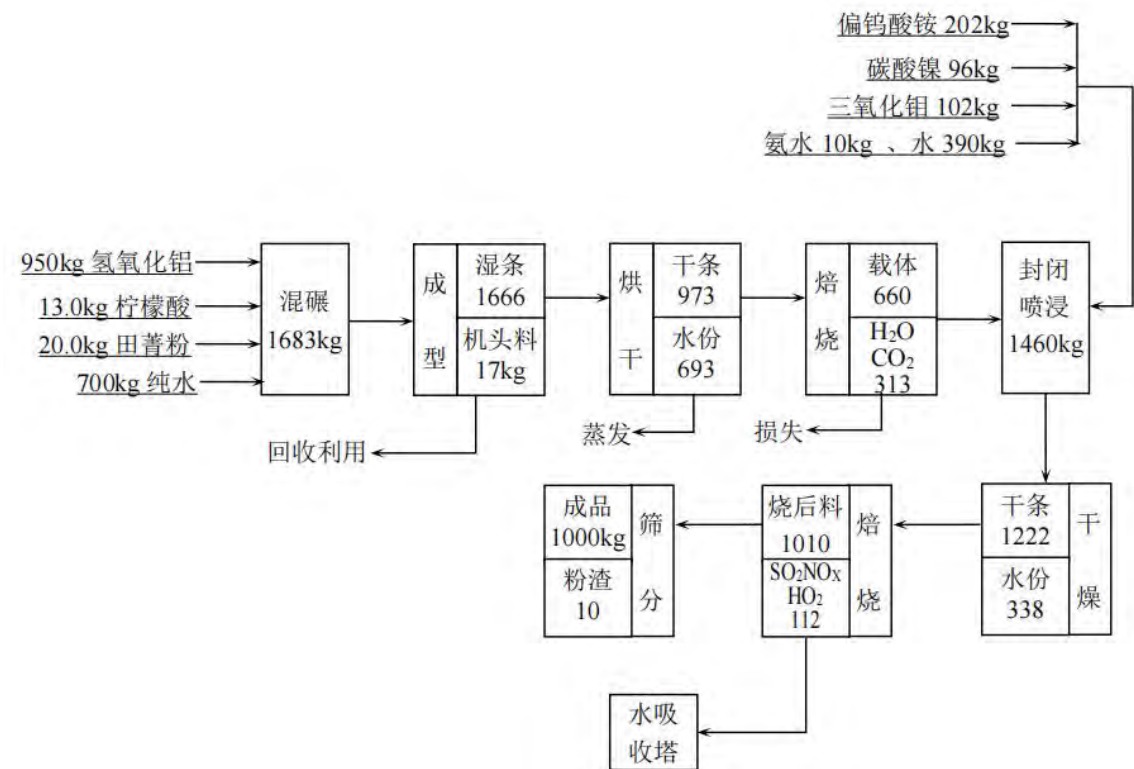 偏钨酸铵 202kg
碳酸镍 96kg
三氧化钼 102kg
氨水 10kg 、水 390kg
950kg 氢氧化铝
13.0kg 柠檬酸
20.0kg 田菁粉
700kg 纯水
混碾
1683kg
成型
湿条
1666
机头料
17kg
回收利用
烘干
干条
973
水份
693
蒸发
焙烧
载体
660
H₂O
CO₂
313
损失
封闭
喷浸
1460kg
干条
1222
水份
338
干燥
烧后料
1010
SO₂NOₓ
HO₂
112
焙烧
成品
1000kg
粉渣
10
筛分
水吸
收塔